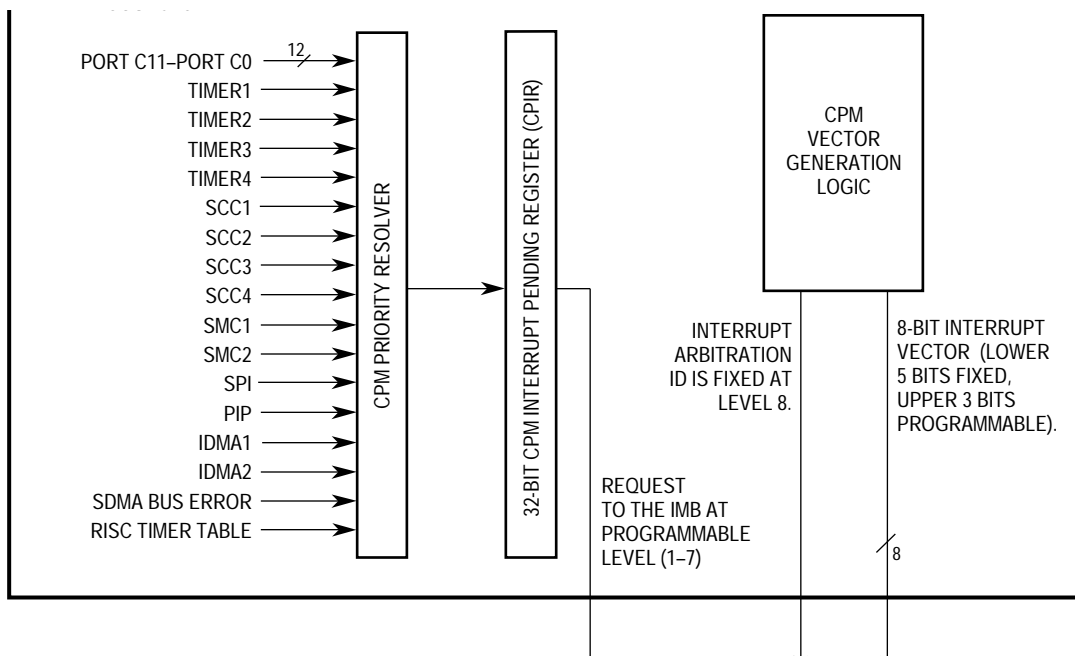 PORT C11–PORT C0
12
TIMER1
TIMER2
TIMER3
TIMER4
SCC1
SCC2
SCC3
SCC4
SMC1
SMC2
SPI
PIP
IDMA1
IDMA2
SDMA BUS ERROR
RISC TIMER TABLE
CPM PRIORITY RESOLVER
32-BIT CPM INTERRUPT PENDING REGISTER (CPIR)
REQUEST
TO THE IMB AT
PROGRAMMABLE
LEVEL (1–7)
CPM
VECTOR
GENERATION
LOGIC
INTERRUPT
ARBITRATION
ID IS FIXED AT
LEVEL 8.
8-BIT INTERRUPT
VECTOR (LOWER
5 BITS FIXED,
UPPER 3 BITS
PROGRAMMABLE).
8